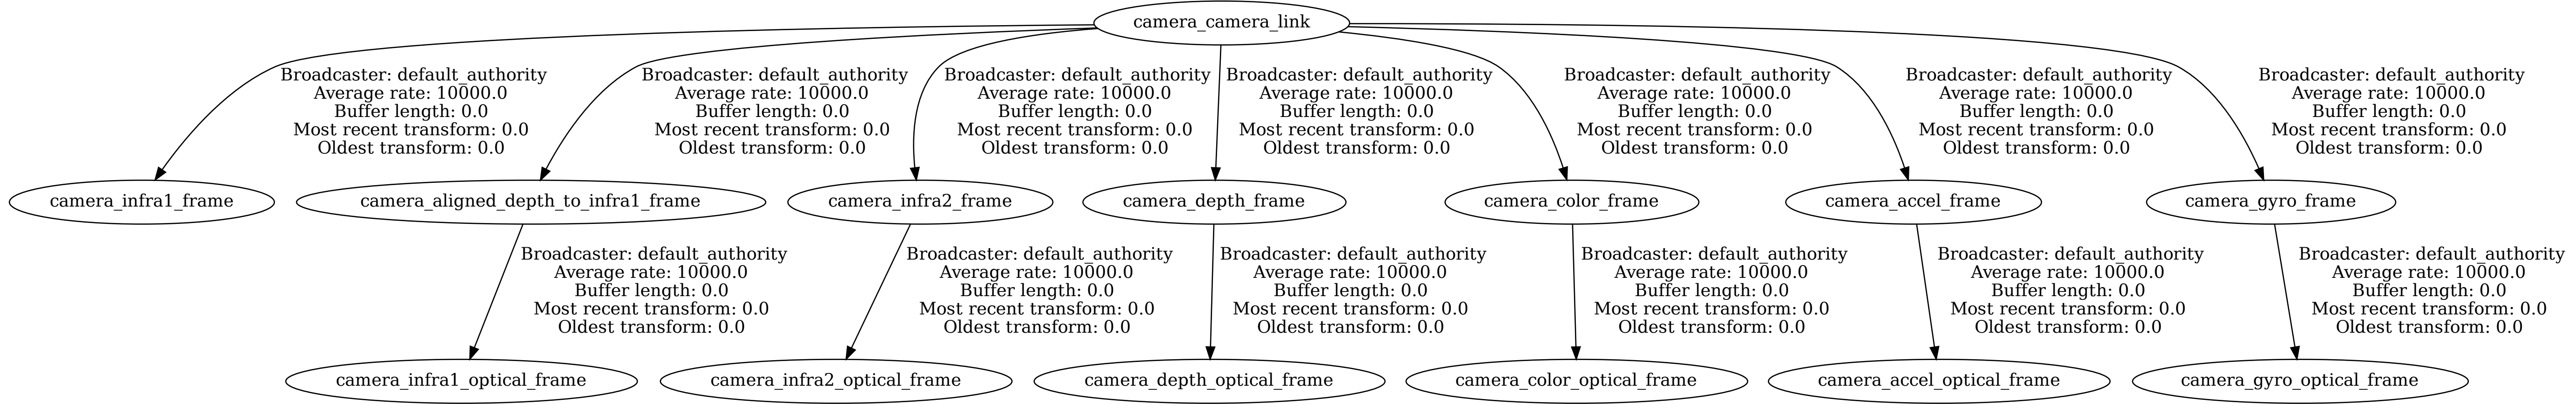 camera_camera_link
Broadcaster: default_authority
Average rate: 10000.0
Buffer length: 0.0
Most recent transform: 0.0
Oldest transform: 0.0
Broadcaster: default_authority
Average rate: 10000.0
Buffer length: 0.0
Most recent transform: 0.0
Oldest transform: 0.0
Broadcaster: default_authority
Average rate: 10000.0
Buffer length: 0.0
Most recent transform: 0.0
Oldest transform: 0.0
Broadcaster: default_authority
Average rate: 10000.0
Buffer length: 0.0
Most recent transform: 0.0
Oldest transform: 0.0
Broadcaster: default_authority
Average rate: 10000.0
Buffer length: 0.0
Most recent transform: 0.0
Oldest transform: 0.0
Broadcaster: default_authority
Average rate: 10000.0
Buffer length: 0.0
Most recent transform: 0.0
Oldest transform: 0.0
Broadcaster: default_authority
Average rate: 10000.0
Buffer length: 0.0
Most recent transform: 0.0
Oldest transform: 0.0
camera_infra1_frame
camera_aligned_depth_to_infra1_frame
camera_infra2_frame
camera_depth_frame
camera_color_frame
camera_accel_frame
camera_gyro_frame
Broadcaster: default_authority
Average rate: 10000.0
Buffer length: 0.0
Most recent transform: 0.0
Oldest transform: 0.0
Broadcaster: default_authority
Average rate: 10000.0
Buffer length: 0.0
Most recent transform: 0.0
Oldest transform: 0.0
Broadcaster: default_authority
Average rate: 10000.0
Buffer length: 0.0
Most recent transform: 0.0
Oldest transform: 0.0
Broadcaster: default_authority
Average rate: 10000.0
Buffer length: 0.0
Most recent transform: 0.0
Oldest transform: 0.0
Broadcaster: default_authority
Average rate: 10000.0
Buffer length: 0.0
Most recent transform: 0.0
Oldest transform: 0.0
Broadcaster: default_authority
Average rate: 10000.0
Buffer length: 0.0
Most recent transform: 0.0
Oldest transform: 0.0
camera_infra1_optical_frame
camera_infra2_optical_frame
camera_depth_optical_frame
camera_color_optical_frame
camera_accel_optical_frame
camera_gyro_optical_frame